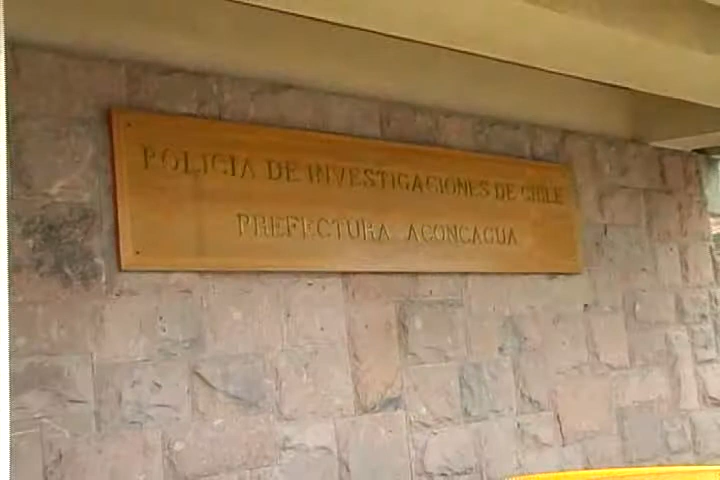 POLICIA DE INVESTIGACIONES DE CHILE
PREFECTURA ACONCAGUA